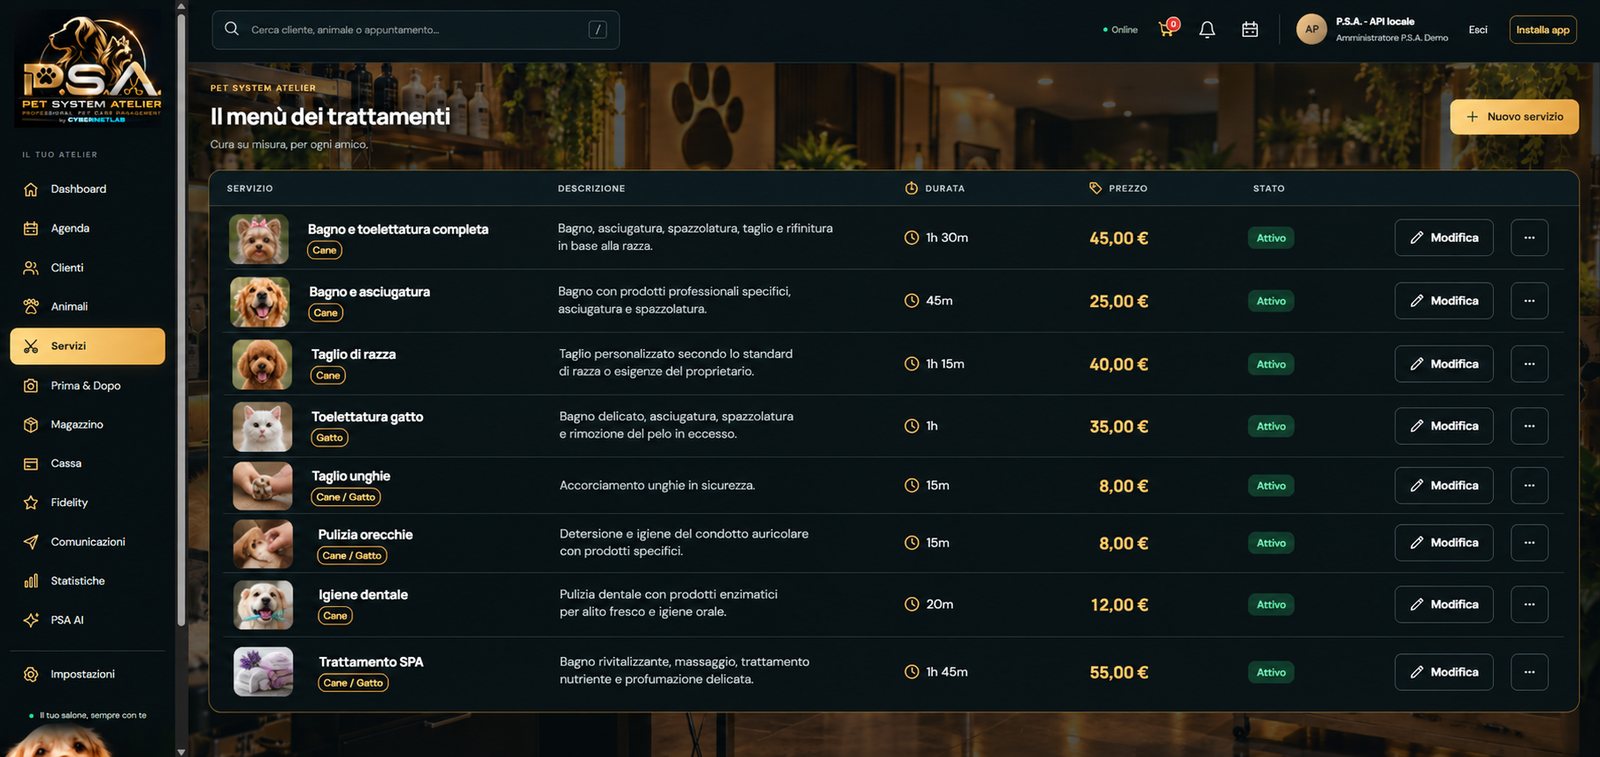 P.S.A
PET SYSTEM ATELIER
PROFESSIONAL PET CARE MANAGEMENT
by CYBERNETLAB
IL TUO ATELIER
Dashboard
Agenda
Clienti
Animali
Servizi
Prima & Dopo
Magazzino
Cassa
Fidelity
Comunicazioni
Statistiche
PSA AI
Impostazioni
Il tuo salone, sempre con te
Cerca cliente, animale o appuntamento...
/
Online
0
AP
P.S.A. - API locale
Amministratore P.S.A. Demo
Esci
Installa app
PET SYSTEM ATELIER
Il menù dei trattamenti
Cura su misura, per ogni amico.
+ Nuovo servizio
SERVIZIO DESCRIZIONE DURATA PREZZO STATO
Bagno e toelettatura completa
Cane
Bagno, asciugatura, spazzolatura, taglio e rifinitura
in base alla razza.
1h 30m 45,00 € Attivo Modifica ...
Bagno e asciugatura
Cane
Bagno con prodotti professionali specifici,
asciugatura e spazzolatura.
45m 25,00 € Attivo Modifica ...
Taglio di razza
Cane
Taglio personalizzato secondo lo standard
di razza o esigenze del proprietario.
1h 15m 40,00 € Attivo Modifica ...
Toelettatura gatto
Gatto
Bagno delicato, asciugatura, spazzolatura
e rimozione del pelo in eccesso.
1h 35,00 € Attivo Modifica ...
Taglio unghie
Cane / Gatto
Accorciamento unghie in sicurezza.
15m 8,00 € Attivo Modifica ...
Pulizia orecchie
Cane / Gatto
Detersione e igiene del condotto auricolare
con prodotti specifici.
15m 8,00 € Attivo Modifica ...
Igiene dentale
Cane
Pulizia dentale con prodotti enzimatici
per alito fresco e igiene orale.
20m 12,00 € Attivo Modifica ...
Trattamento SPA
Cane / Gatto
Bagno rivitalizzante, massaggio, trattamento
nutriente e profumazione delicata.
1h 45m 55,00 € Attivo Modifica ...